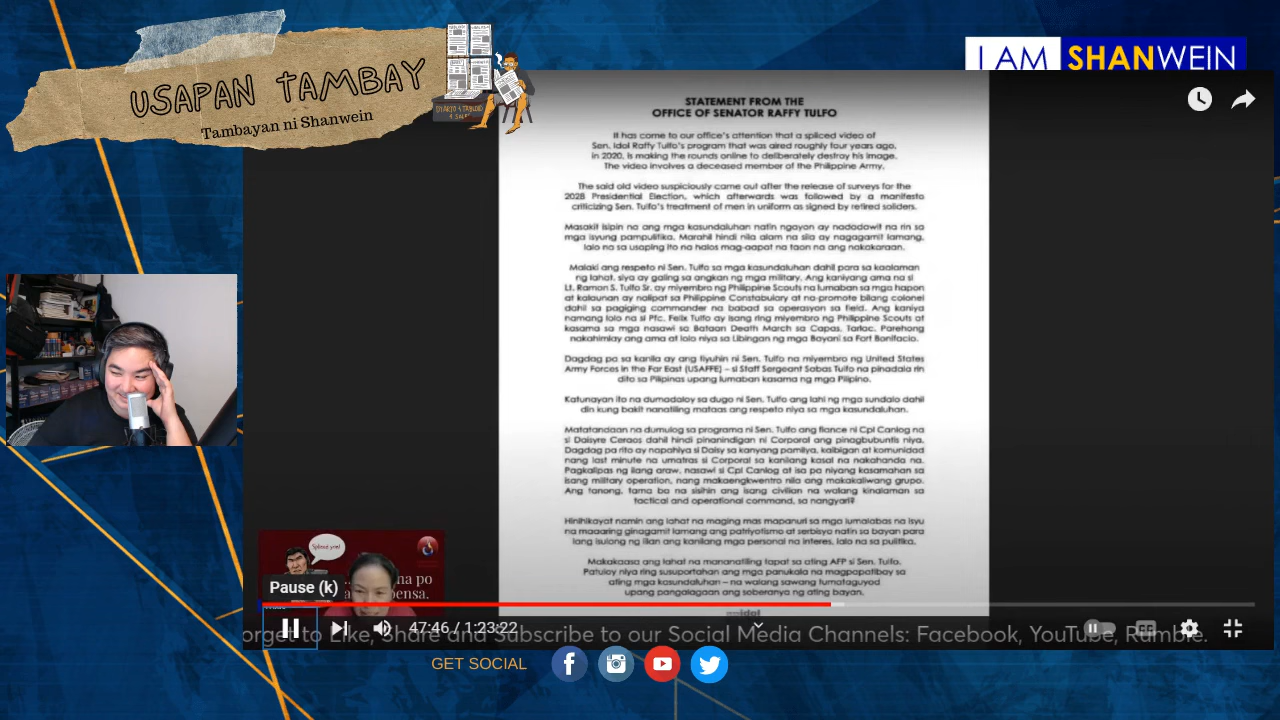 USAPAN TAMBAY
Tambayan ni Shanwein
I AM SHANWEIN
STATEMENT FROM THE
OFFICE OF SENATOR RAFFY TULFO
It has come to our office's attention that a spliced video of
Sen. Idol Raffy Tulfo's program that was aired roughly four years ago,
in 2020, is making the rounds online to deliberately destroy his image.
The video involves a deceased member of the Philippine Army.
The said old video suspiciously came out after the release of surveys for the
2028 Presidential Election, which afterwards was followed by a manifesto
criticizing Sen. Tulfo's treatment of men in uniform as signed by retired soldiers.
Masakit isipin na ang mga kasundaluhan natin ngayon ay nadadawit na rin sa
mga isyung pampulitika. Marahil hindi nila alam na sila ay nagagamit lamang,
lalo na sa usaping ito na halos mag-aapat na taon na ang nakakaraan.
Malaki ang respeto ni Sen. Tulfo sa mga kasundaluhan dahil para sa kaalaman
ng lahat, siya ay galing sa angkan ng mga military. Ang kaniyang ama na si
Lt. Ramon S. Tulfo Sr. ay miyembro ng Philippine Scouts na lumaban sa mga hapon
at kalaunan ay nalipat sa Philippine Constabulary at na-promote bilang colonel
dahil sa pagiging commander na babad sa operasyon sa field. Ang kaniya
namang lolo na si Pfc. Felix Tulfo ay isang ring miyembro ng Philippine Scouts at
kasama sa mga nasawi sa Bataan Death March sa Capas, Tarlac. Parehong
nakahimlay ang ama at lolo niya sa Libingan ng mga Bayani sa Fort Bonifacio.
Dagdag pa sa kanila ay ang tiyuhin ni Sen. Tulfo na miyembro ng United States
Army Forces in the Far East (USAFFE) – si Staff Sergeant Sabas Tulfo na pinadala rin
dito sa Pilipinas upang lumaban kasama ng mga Pilipino.
Katunayan ito na dumadaloy sa dugo ni Sen. Tulfo ang lahi ng mga sundalo dahil
din kung bakit nanatiling mataas ang respeto niya sa mga kasundaluhan.
Matatandaan na dumulog sa programa ni Sen. Tulfo ang fiance ni Cpl Canlog na
si Daisyre Ceraos dahil hindi pinanindigan ni Corporal ang pinagbubuntis niya.
Dagdag pa rito ay napahiya si Daisy sa kanyang pamilya, kaibigan at komunidad
nang last minute na umatras si Corporal sa kanilang kasal na nakahanda na.
Pagkalipas ng ilang araw, nasawi si Cpl Canlog at isa pa niyang kasamahan sa
isang military operation, nang makaengkwentro nila ang makakaliwang grupo.
Ang tanong, tama ba na sisihin ang isang civilian na walang kinalaman sa
tactical and operational command, sa nangyari?
Hinihikayat namin ang lahat na maging mas mapanuri sa mga lumalabas na isyu
na maaaring ginagamit lamang ang patriyotismo at serbisyo natin sa bayan para
lang isulong ng ilan ang kanilang mga personal na interes, lalo na sa pulitika.
Makakaasa ang lahat na mananatiling tapat sa ating AFP si Sen. Tulfo.
Patuloy niya ring susuportahan ang mga panukala na magpapatibay sa
ating mga kasundaluhan – na walang sawang tumataguyod
upang pangalagaan ang soberanya ng ating bayan.
idol
Spliced yan!
na po
pensa.
Pause (k)
47:46 / 1:23:22
orget to Like, Share and Subscribe to our Social Media Channels: Facebook, YouTube, Rumble.
GET SOCIAL